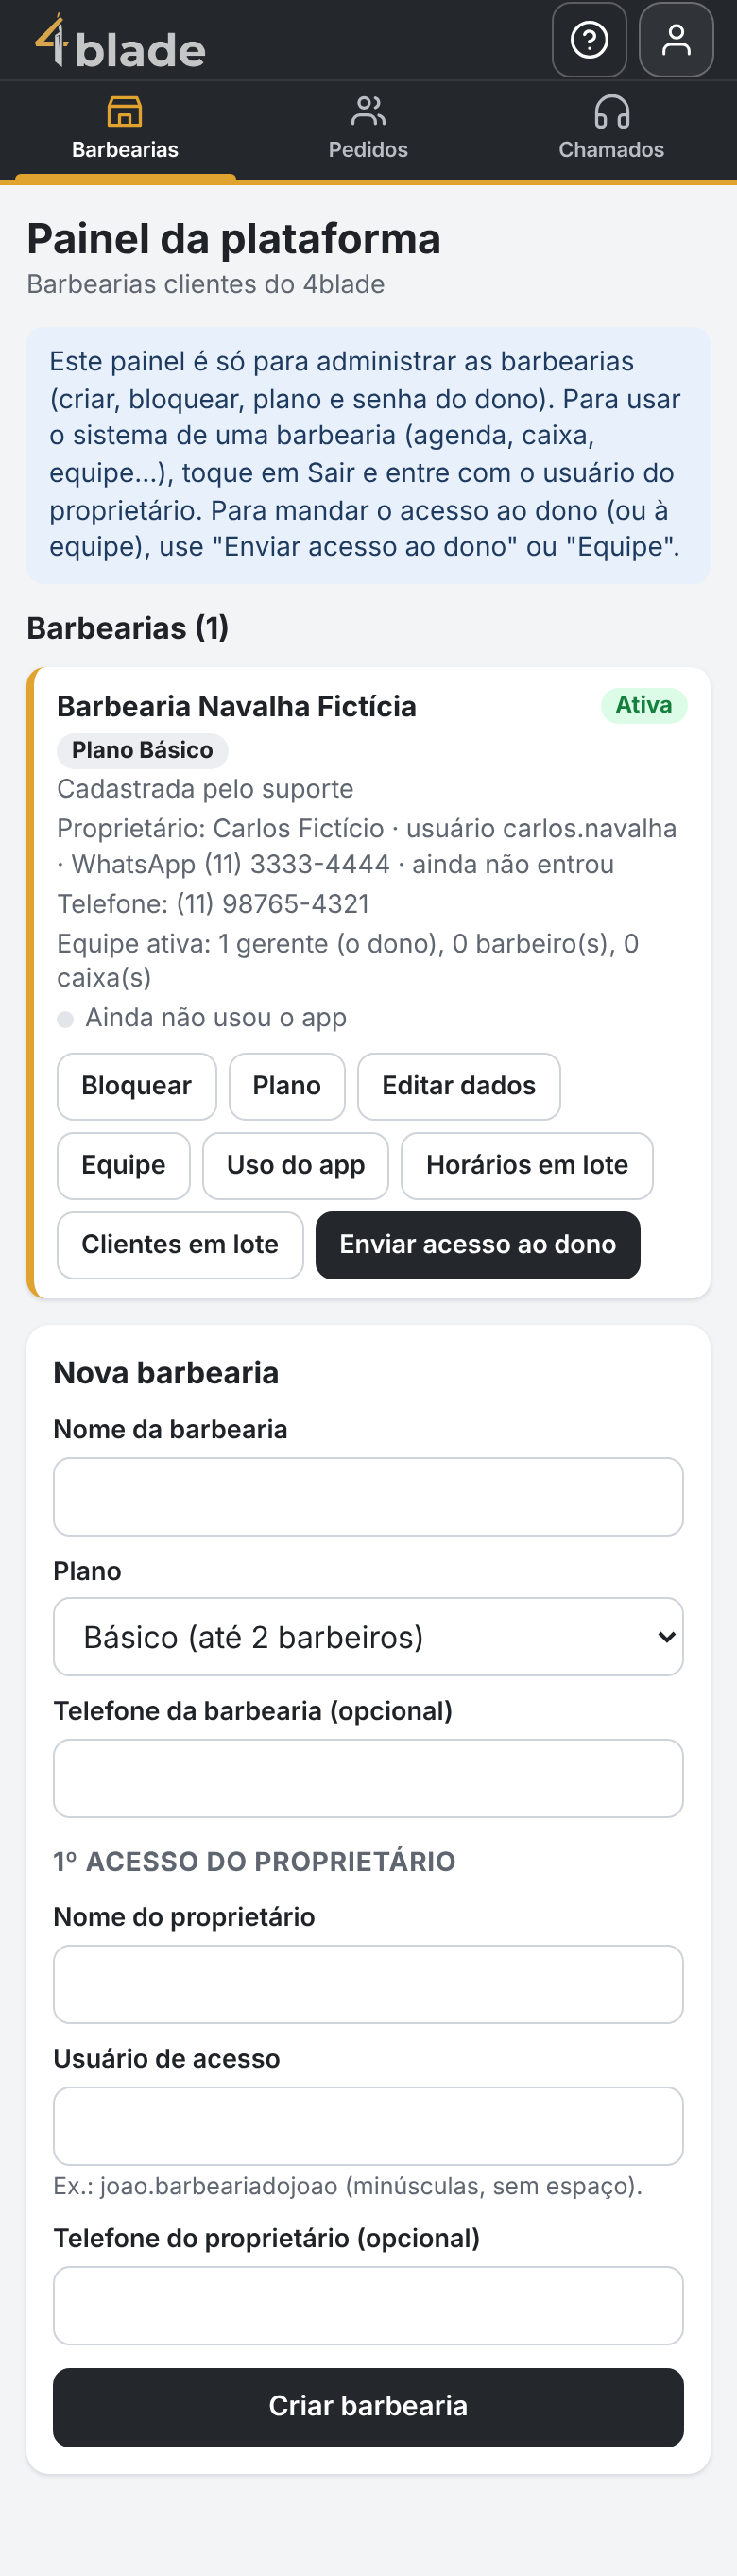 4blade
Barbearias
Pedidos
Chamados
Painel da plataforma
Barbearias clientes do 4blade
Este painel é só para administrar as barbearias
(criar, bloquear, plano e senha do dono). Para usar
o sistema de uma barbearia (agenda, caixa,
equipe...), toque em Sair e entre com o usuário do
proprietário. Para mandar o acesso ao dono (ou à
equipe), use "Enviar acesso ao dono" ou "Equipe".
Barbearias (1)
Barbearia Navalha Fictícia
Ativa
Plano Básico
Cadastrada pelo suporte
Proprietário: Carlos Fictício · usuário carlos.navalha
· WhatsApp (11) 3333-4444 · ainda não entrou
Telefone: (11) 98765-4321
Equipe ativa: 1 gerente (o dono), 0 barbeiro(s), 0
caixa(s)
Ainda não usou o app
Bloquear
Plano
Editar dados
Equipe
Uso do app
Horários em lote
Clientes em lote
Enviar acesso ao dono
Nova barbearia
Nome da barbearia
Plano
Básico (até 2 barbeiros)
Telefone da barbearia (opcional)
1º ACESSO DO PROPRIETÁRIO
Nome do proprietário
Usuário de acesso
Ex.: joao.barbeariadojoao (minúsculas, sem espaço).
Telefone do proprietário (opcional)
Criar barbearia